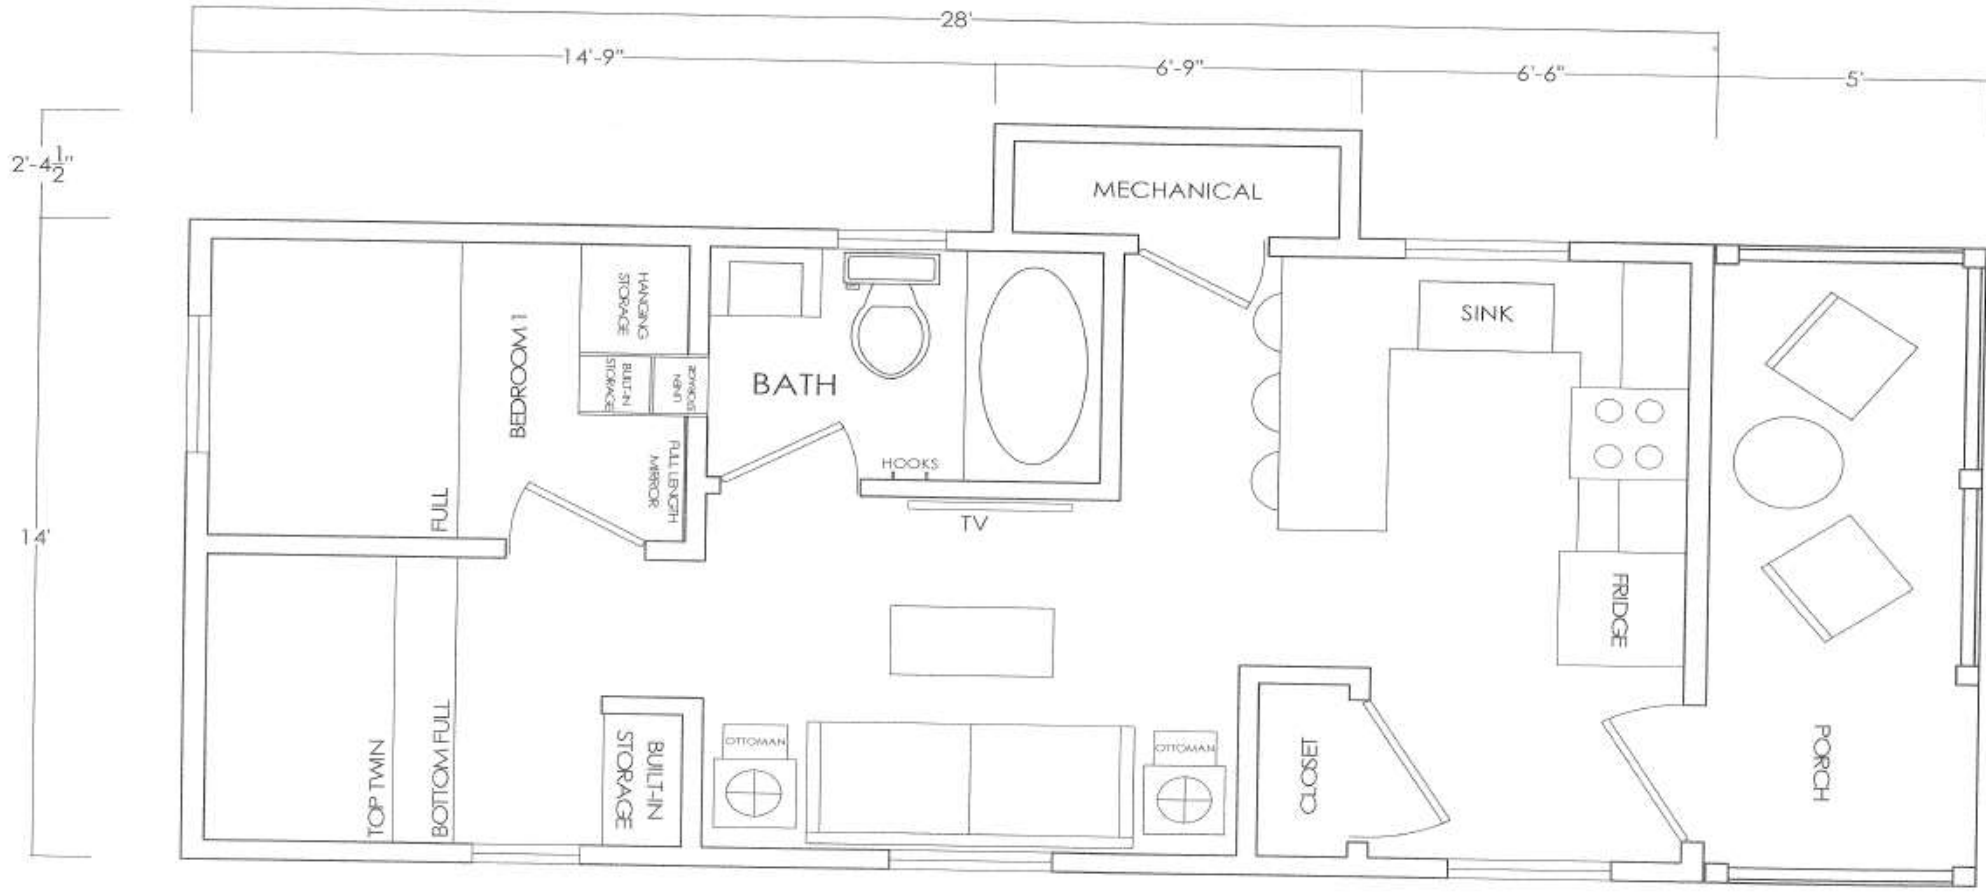 28'
14'-9"
6'-9"
6'-6"
5'
2'-4 1/2"
14'
MECHANICAL
HANGING
STORAGE
BEDROOM 1
BUILT-IN
STORAGE
LINEN
STORAGE
BATH
SINK
FULL LENGTH
MIRROR
HOOKS
TV
FULL
FRIDGE
TOP TWIN
BOTTOM FULL
BUILT-IN
STORAGE
OTTOMAN
OTTOMAN
CLOSET
PORCH